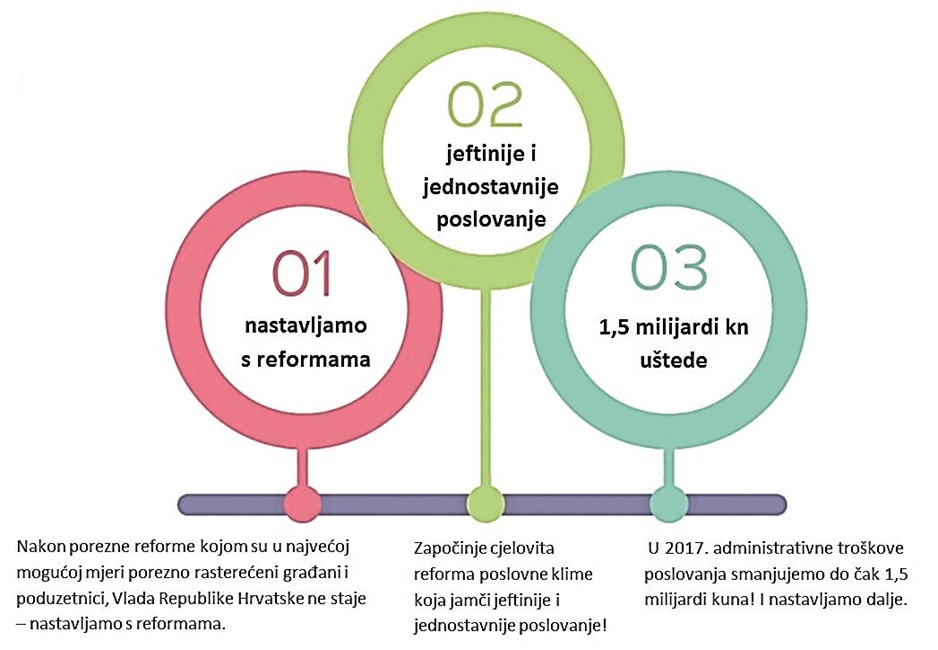 01
nastavljamo
s reformama
02
jeftinije i
jednostavnije
poslovanje
03
1,5 milijardi kn
uštede
Nakon porezne reforme kojom su u najvećoj
mogućoj mjeri porezno rasterećeni građani i
poduzetnici, Vlada Republike Hrvatske ne staje
– nastavljamo s reformama.
Započinje cjelovita
reforma poslovne klime
koja jamči jeftinije i
jednostavnije poslovanje!
U 2017. administrativne troškove
poslovanja smanjujemo do čak 1,5
milijardi kuna! I nastavljamo dalje.